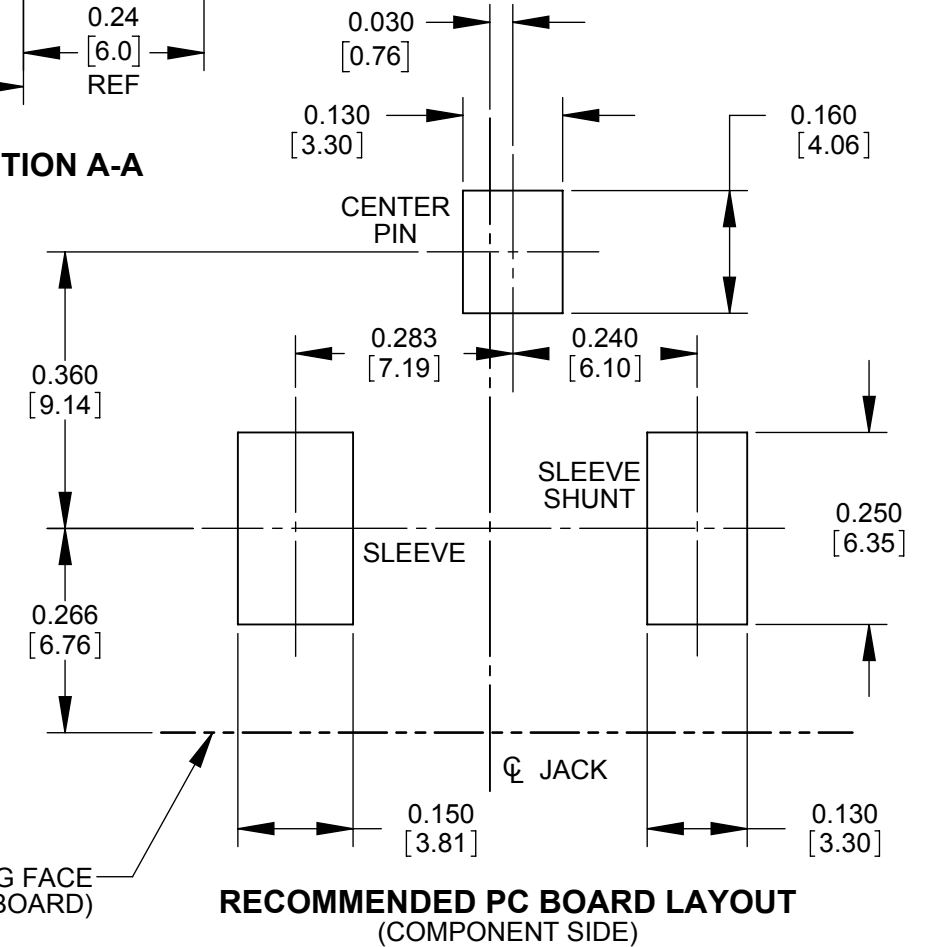 0.24
[6.0]
REF
TION A-A
0.030
[0.76]
0.130
[3.30]
0.160
[4.06]
CENTER
PIN
0.283
[7.19]
0.240
[6.10]
0.360
[9.14]
SLEEVE
SHUNT
0.250
[6.35]
SLEEVE
0.266
[6.76]
℄ JACK
0.150
[3.81]
0.130
[3.30]
G FACE
BOARD)
RECOMMENDED PC BOARD LAYOUT
(COMPONENT SIDE)